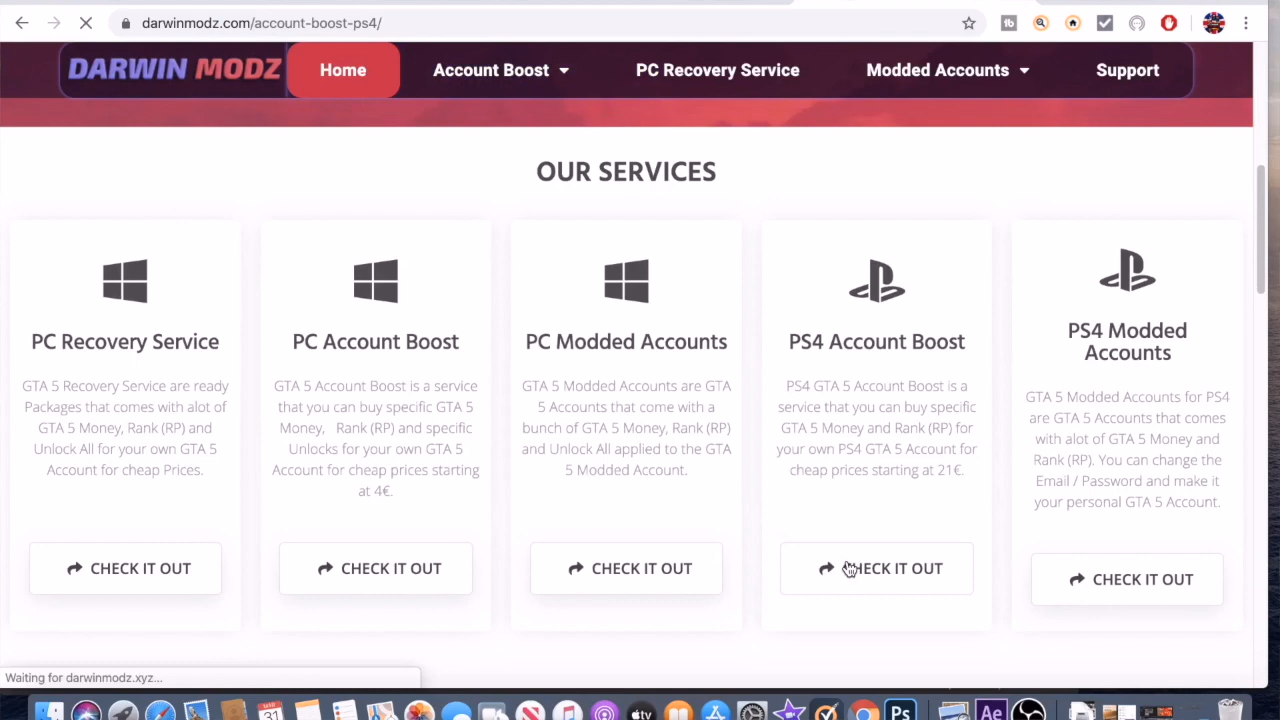 darwinmodz.com/account-boost-ps4/
tb
DARWIN MODZ
Home
Account Boost
PC Recovery Service
Modded Accounts
Support
OUR SERVICES
PC Recovery Service
GTA 5 Recovery Service are ready
Packages that comes with alot of
GTA 5 Money, Rank (RP) and
Unlock All for your own GTA 5
Account for cheap Prices.
CHECK IT OUT
PC Account Boost
GTA 5 Account Boost is a service
that you can buy specific GTA 5
Money, Rank (RP) and specific
Unlocks for your own GTA 5
Account for cheap prices starting
at 4€.
CHECK IT OUT
PC Modded Accounts
GTA 5 Modded Accounts are GTA
5 Accounts that come with a
bunch of GTA 5 Money, Rank (RP)
and Unlock All applied to the GTA
5 Modded Account.
CHECK IT OUT
PS4 Account Boost
PS4 GTA 5 Account Boost is a
service that you can buy specific
GTA 5 Money and Rank (RP) for
your own PS4 GTA 5 Account for
cheap prices starting at 21€.
CHECK IT OUT
PS4 Modded
Accounts
GTA 5 Modded Accounts for PS4
are GTA 5 Accounts that comes
with alot of GTA 5 Money and
Rank (RP). You can change the
Email / Password and make it
your personal GTA 5 Account.
CHECK IT OUT
Waiting for darwinmodz.xyz...
31
tv
Ps
Ae